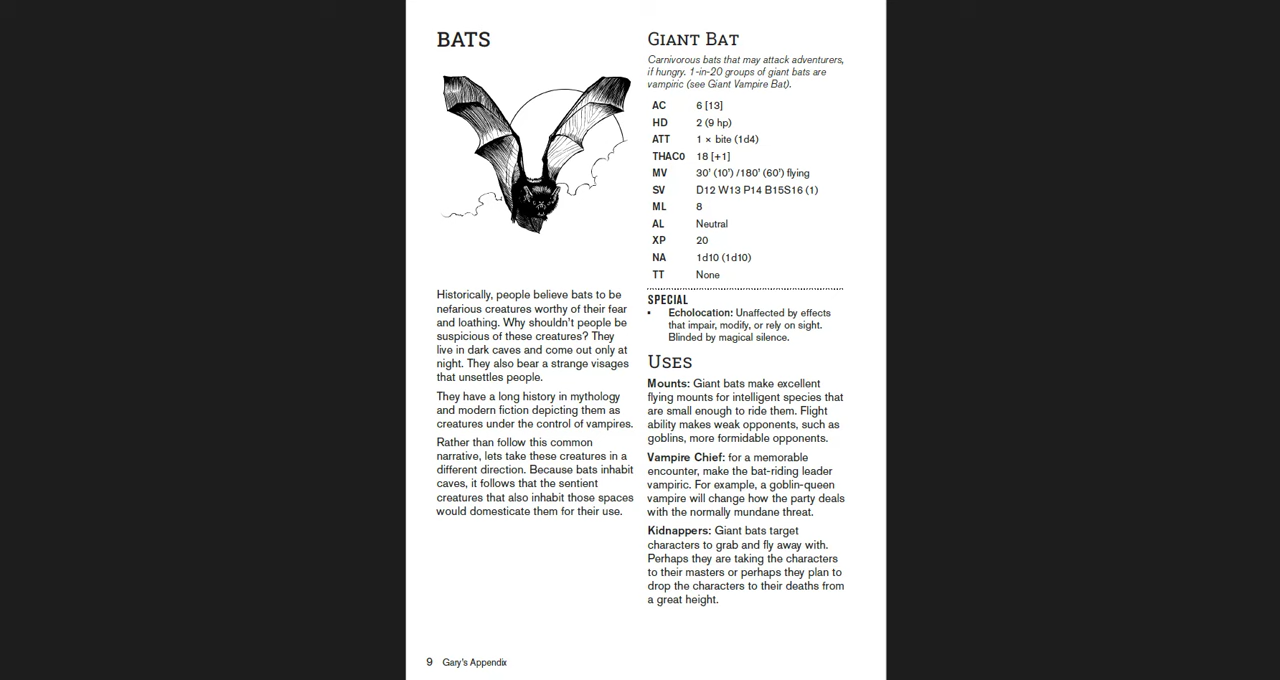 BATS
Historically, people believe bats to be
nefarious creatures worthy of their fear
and loathing. Why shouldn't people be
suspicious of these creatures? They
live in dark caves and come out only at
night. They also bear a strange visages
that unsettles people.
They have a long history in mythology
and modern fiction depicting them as
creatures under the control of vampires.
Rather than follow this common
narrative, lets take these creatures in a
different direction. Because bats inhabit
caves, it follows that the sentient
creatures that also inhabit those spaces
would domesticate them for their use.
GIANT BAT
Carnivorous bats that may attack adventurers,
if hungry. 1-in-20 groups of giant bats are
vampiric (see Giant Vampire Bat).
AC 6 [13]
HD 2 (9 hp)
ATT 1 × bite (1d4)
THAC0 18 [+1]
MV 30' (10') /180' (60') flying
SV D12 W13 P14 B15S16 (1)
ML 8
AL Neutral
XP 20
NA 1d10 (1d10)
TT None
SPECIAL
▪ Echolocation: Unaffected by effects
that impair, modify, or rely on sight.
Blinded by magical silence.
USES
Mounts: Giant bats make excellent
flying mounts for intelligent species that
are small enough to ride them. Flight
ability makes weak opponents, such as
goblins, more formidable opponents.
Vampire Chief: for a memorable
encounter, make the bat-riding leader
vampiric. For example, a goblin-queen
vampire will change how the party deals
with the normally mundane threat.
Kidnappers: Giant bats target
characters to grab and fly away with.
Perhaps they are taking the characters
to their masters or perhaps they plan to
drop the characters to their deaths from
a great height.
9 Gary's Appendix